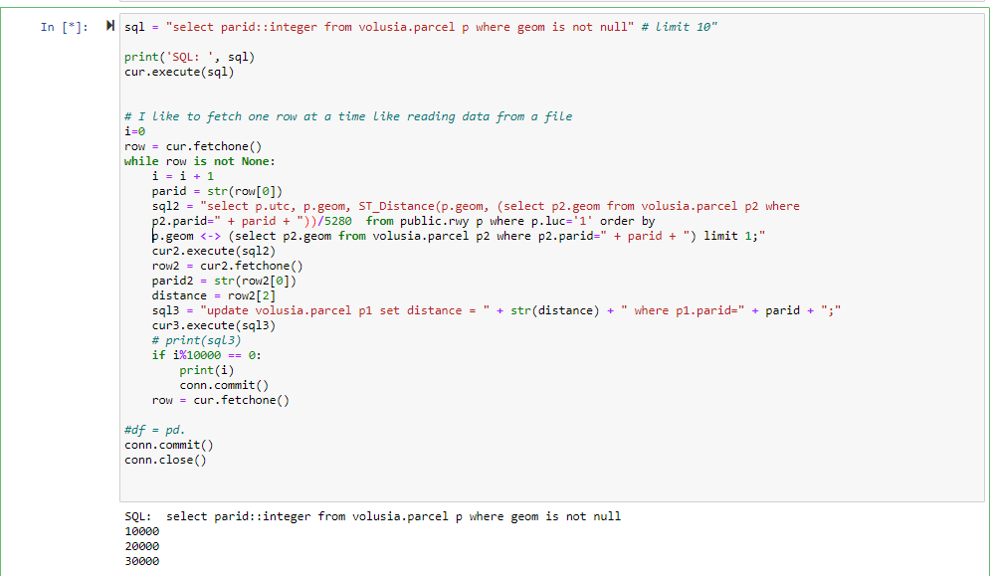 In [*]:
sql = "select parid::integer from volusia.parcel p where geom is not null" # limit 10"
print('SQL: ', sql)
cur.execute(sql)
# I like to fetch one row at a time like reading data from a file
i=0
row = cur.fetchone()
while row is not None:
    i = i + 1
    parid = str(row[0])
    sql2 = "select p.utc, p.geom, ST_Distance(p.geom, (select p2.geom from volusia.parcel p2 where
    p2.parid=" + parid + "))/5280  from public.rwy p where p.luc='1' order by
    p.geom <-> (select p2.geom from volusia.parcel p2 where p2.parid=" + parid + ") limit 1;"
    cur2.execute(sql2)
    row2 = cur2.fetchone()
    parid2 = str(row2[0])
    distance = row2[2]
    sql3 = "update volusia.parcel p1 set distance = " + str(distance) + " where p1.parid=" + parid + ";"
    cur3.execute(sql3)
    # print(sql3)
    if i%10000 == 0:
        print(i)
        conn.commit()
    row = cur.fetchone()
#df = pd.
conn.commit()
conn.close()
SQL:  select parid::integer from volusia.parcel p where geom is not null
10000
20000
30000